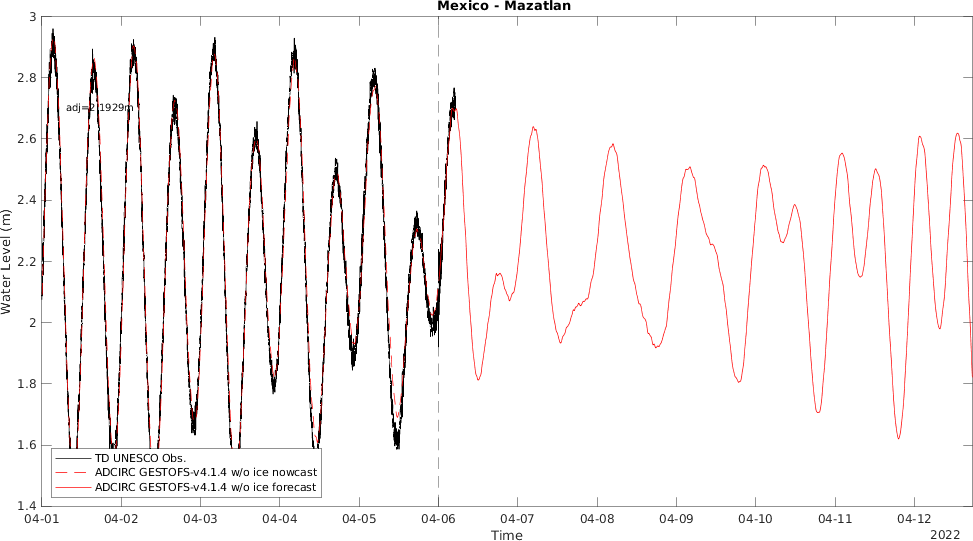 Mexico - Mazatlan
3
2.8
adj=2.1929m
2.6
2.4
2.2
2
1.8
1.6
1.4
Water Level (m)
TD UNESCO Obs.
ADCIRC GESTOFS-v4.1.4 w/o ice nowcast
ADCIRC GESTOFS-v4.1.4 w/o ice forecast
04-01 04-02 04-03 04-04 04-05 04-06 04-07 04-08 04-09 04-10 04-11 04-12
Time
2022